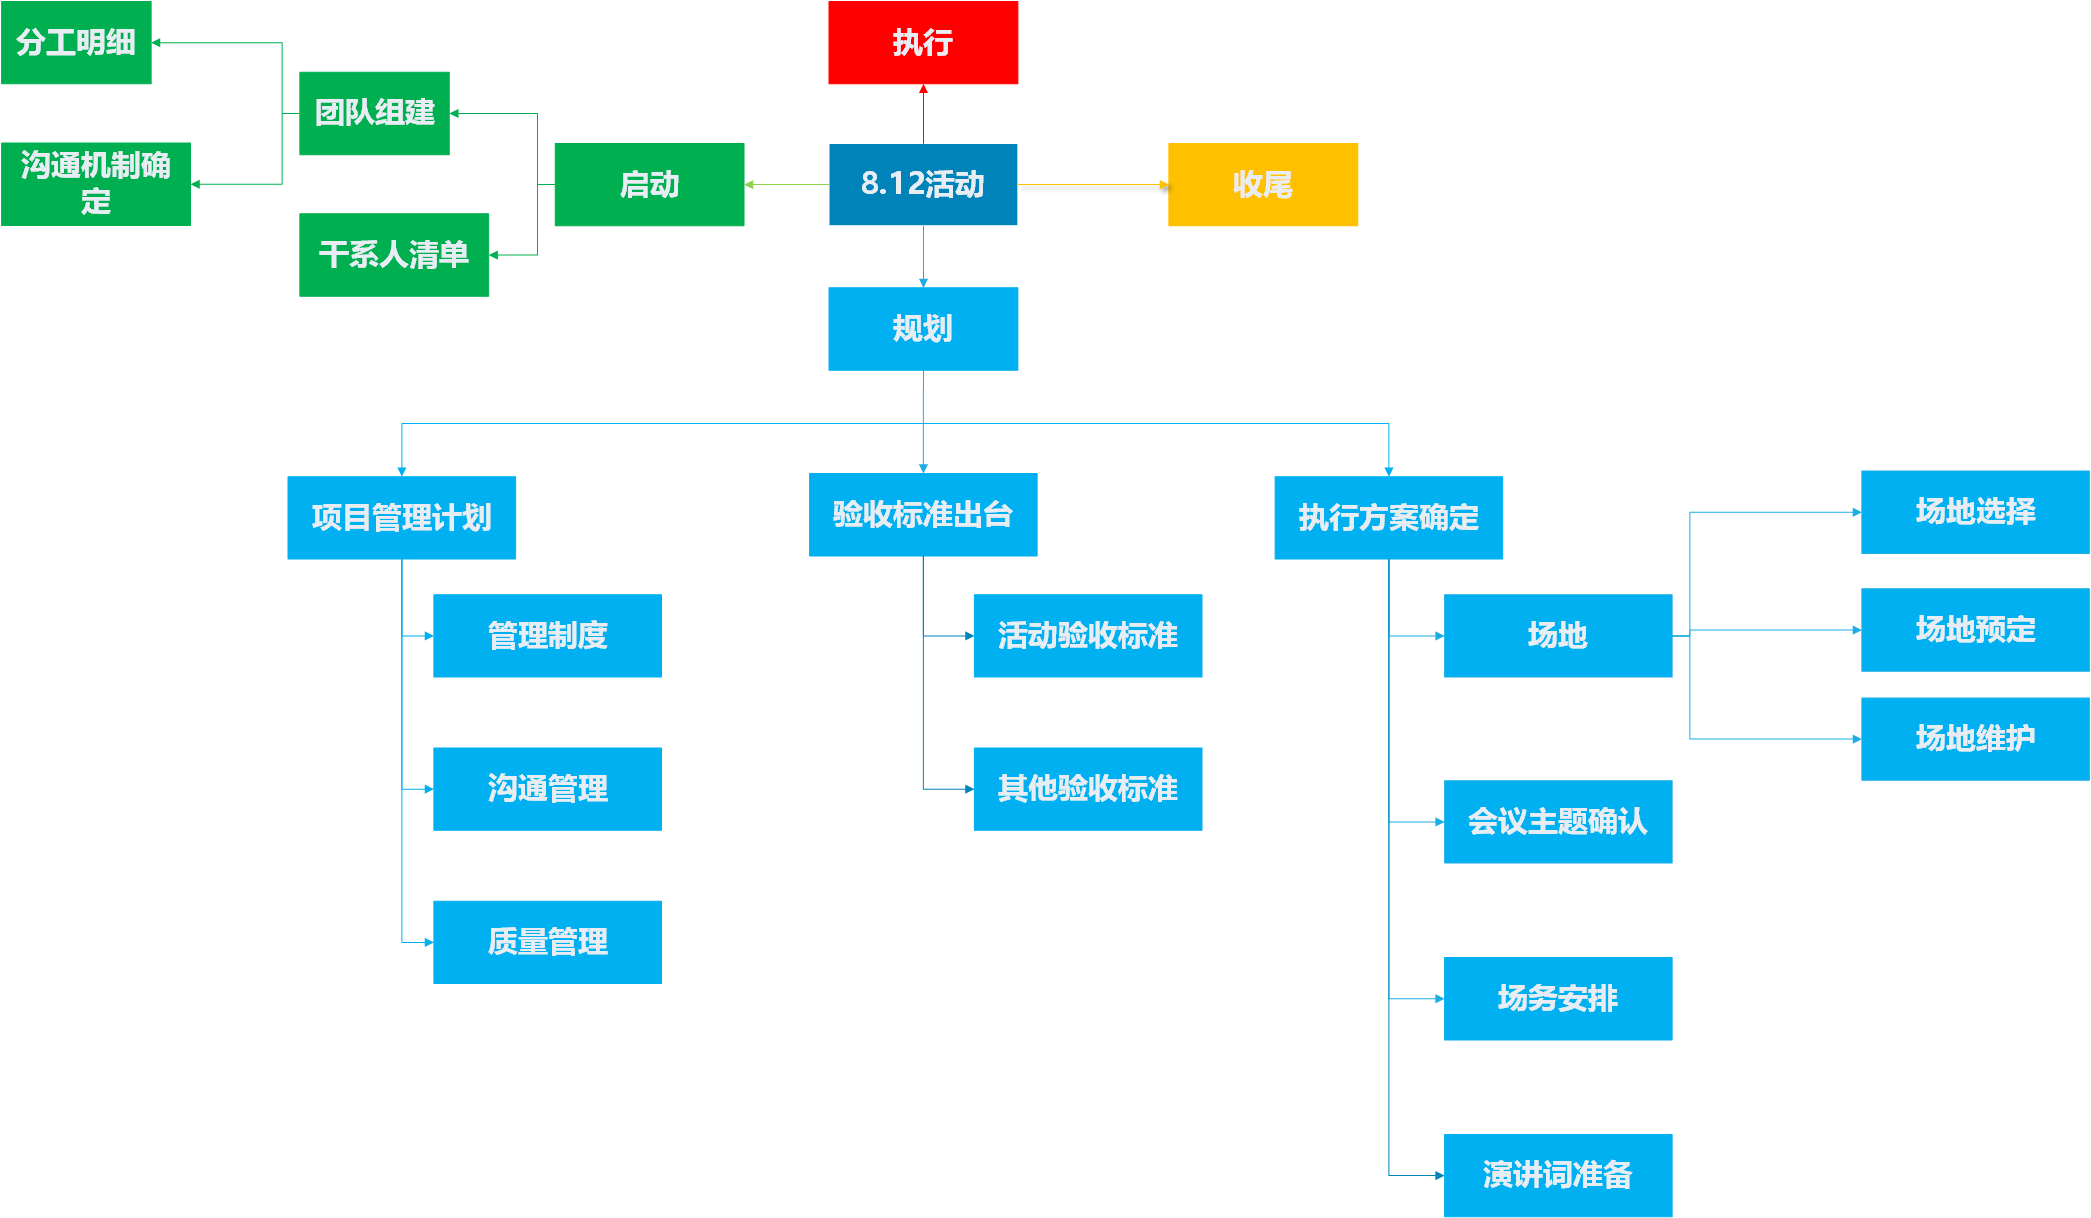 分工明细
执行
团队组建
沟通机制确
定
启动
8.12活动
收尾
干系人清单
规划
项目管理计划
验收标准出台
执行方案确定
场地选择
管理制度
活动验收标准
场地
场地预定
场地维护
沟通管理
其他验收标准
会议主题确认
质量管理
场务安排
演讲词准备